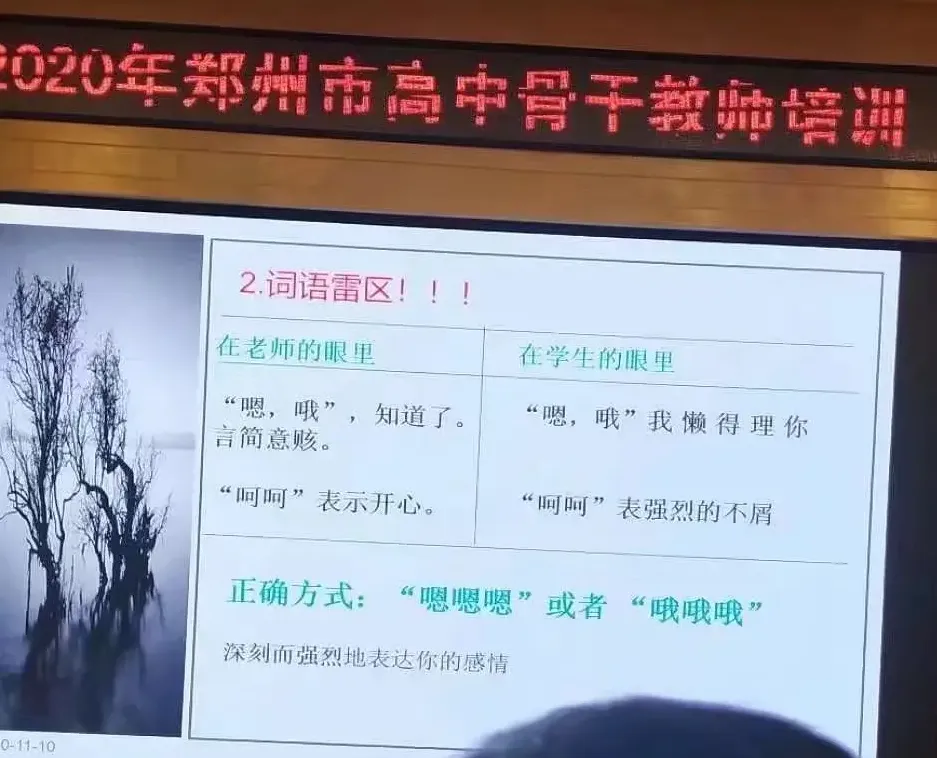 2020年郑州市高中骨干教师培训
2.词语雷区！！！
在老师的眼里
在学生的眼里
“嗯，哦”，知道了。
言简意赅。
“嗯，哦”我懒得理你
“呵呵”表示开心。
“呵呵”表强烈的不屑
正确方式：“嗯嗯嗯”或者“哦哦哦”
深刻而强烈地表达你的感情
0-11-10